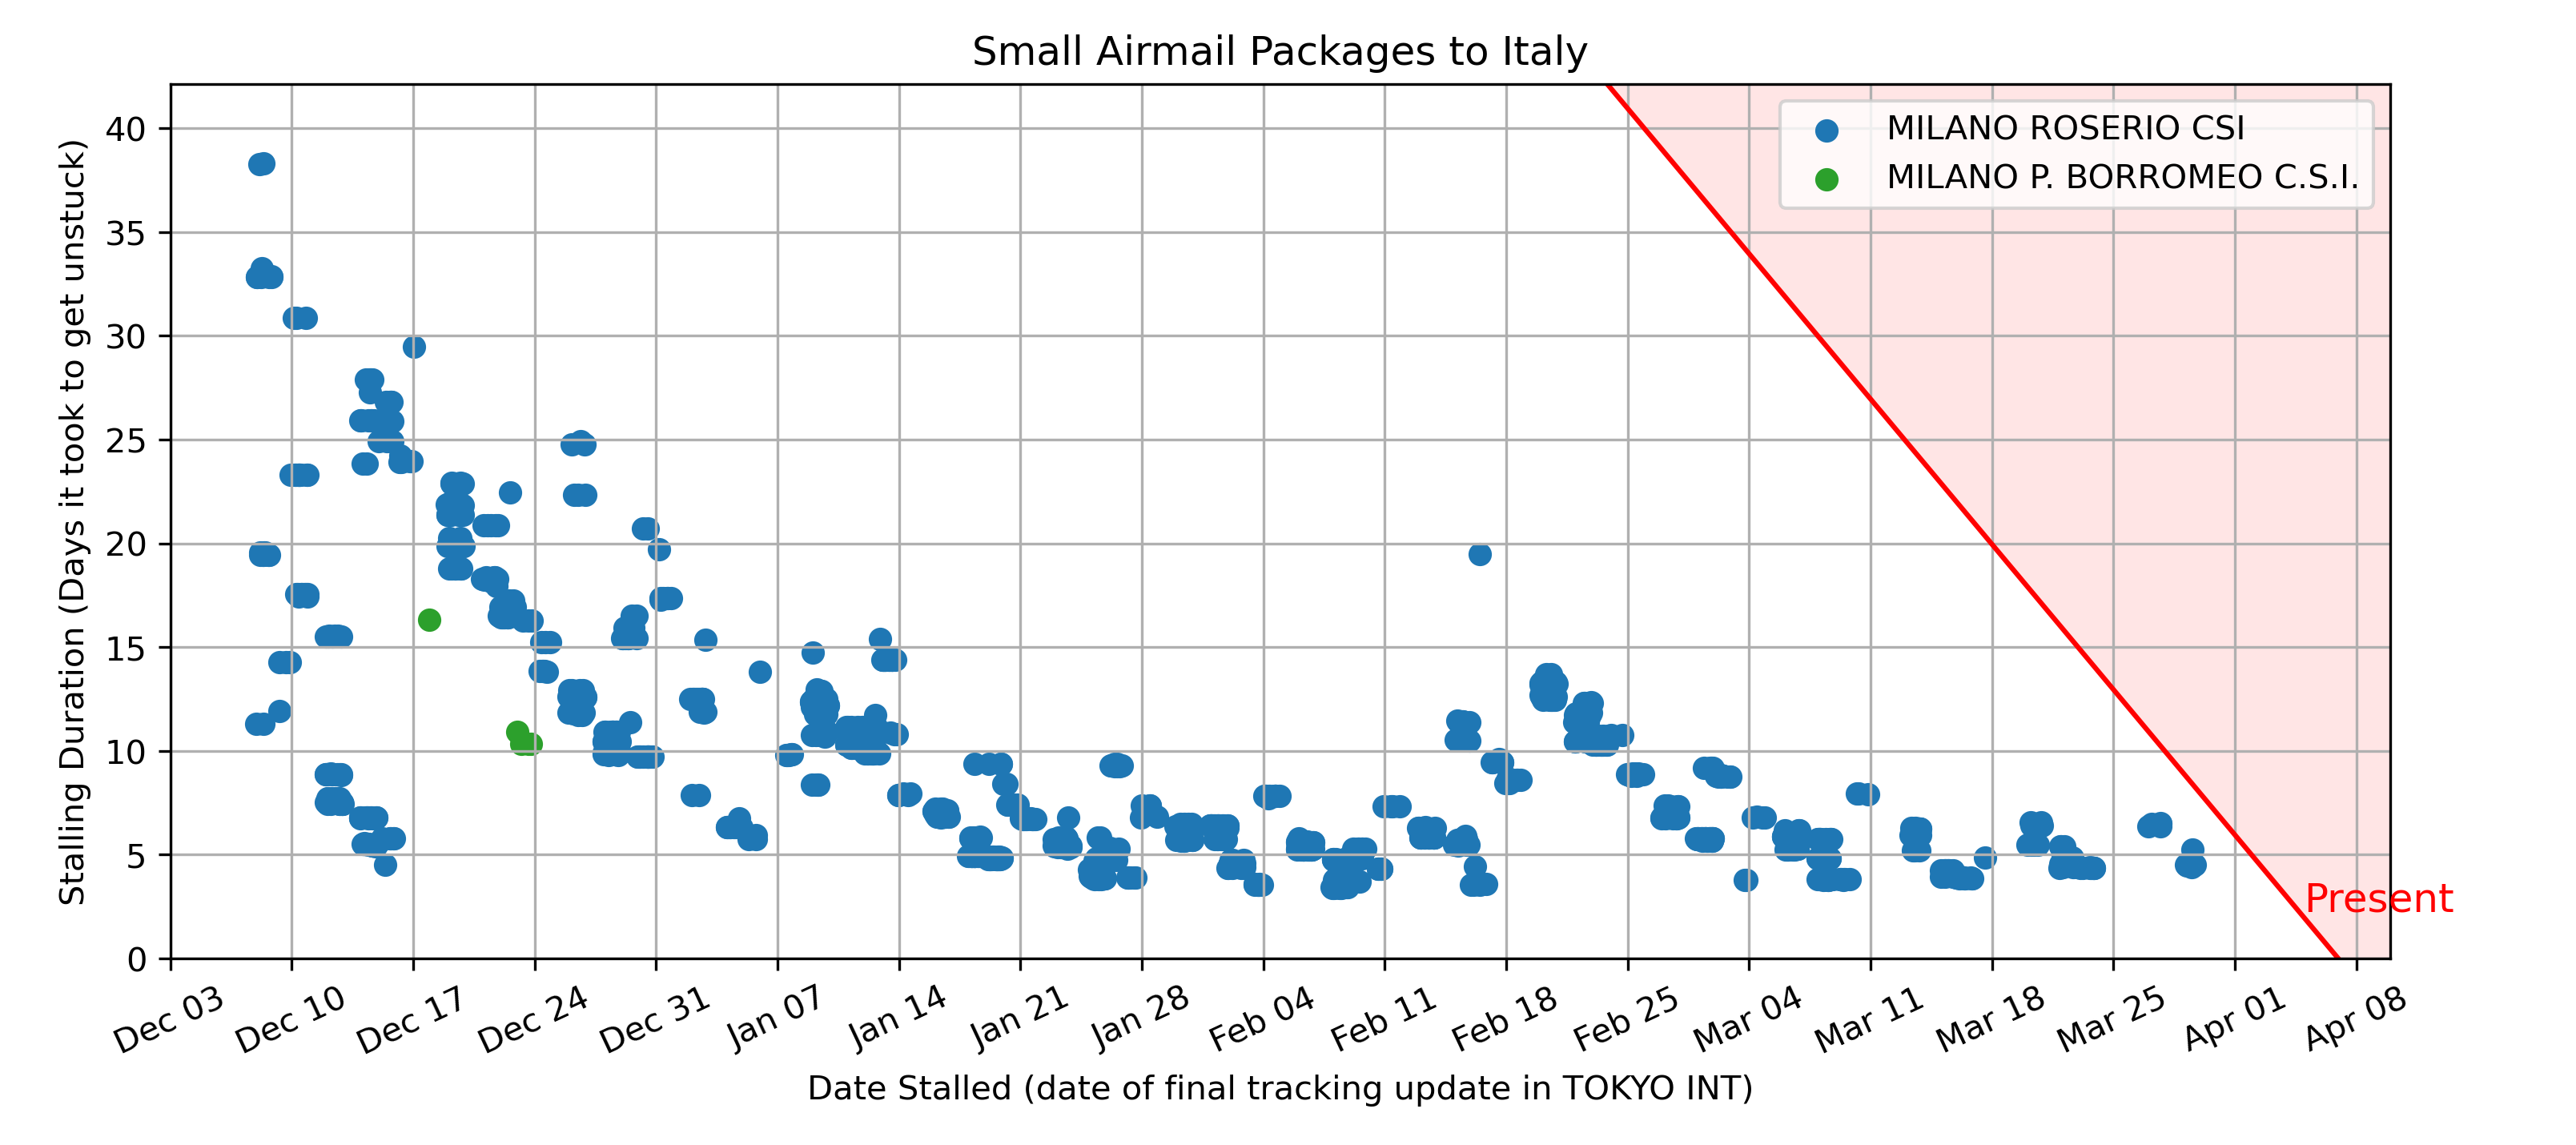 Small Airmail Packages to Italy
MILANO ROSERIO CSI
MILANO P. BORROMEO C.S.I.
Stalling Duration (Days it took to get unstuck)
40
35
30
25
20
15
10
5
0
Present
Dec 03
Dec 10
Dec 17
Dec 24
Dec 31
Jan 07
Jan 14
Jan 21
Jan 28
Feb 04
Feb 11
Feb 18
Feb 25
Mar 04
Mar 11
Mar 18
Mar 25
Apr 01
Apr 08
Date Stalled (date of final tracking update in TOKYO INT)